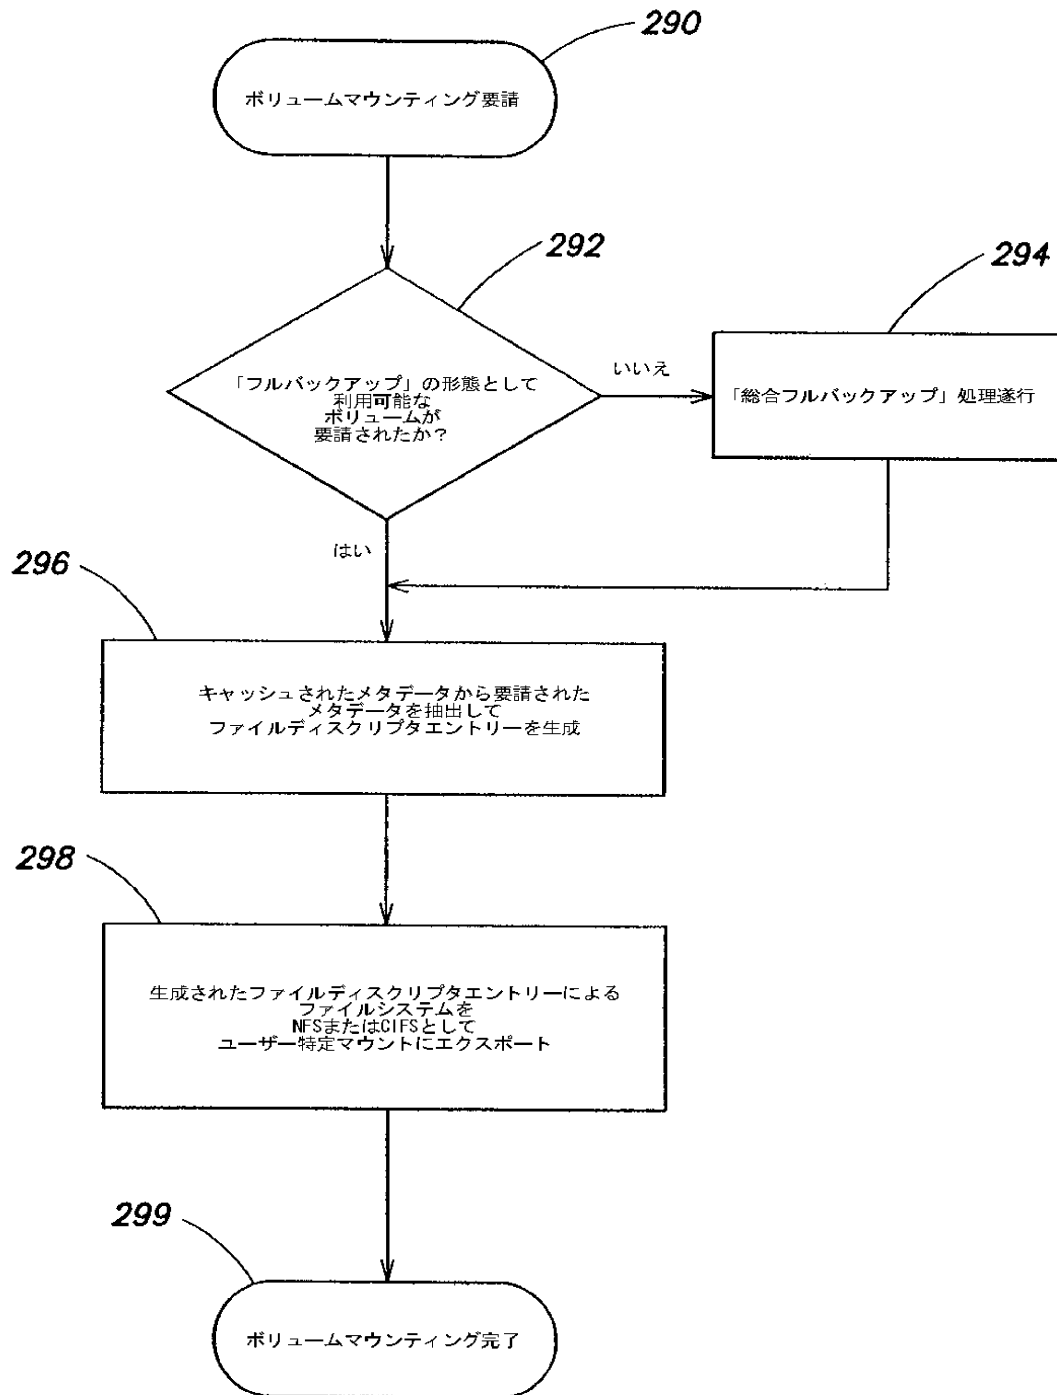 290
ボリュームマウンティング要請
292
294
「フルバックアップ」の形態として
利用可能な
ボリュームが
要請されたか？
いいえ
「総合フルバックアップ」処理遂行
はい
296
キャッシュされたメタデータから要請された
メタデータを抽出して
ファイルディスクリプタエントリーを生成
298
生成されたファイルディスクリプタエントリーによる
ファイルシステムを
NFSまたはCIFSとして
ユーザー特定マウントにエクスポート
299
ボリュームマウンティング完了